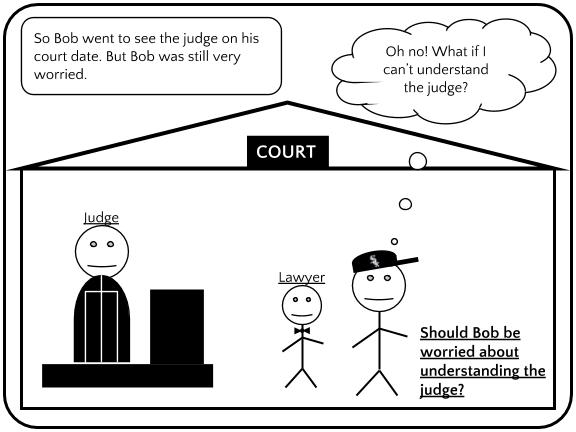 So Bob went to see the judge on his
court date. But Bob was still very
worried.
Oh no! What if I
can't understand
the judge?
COURT
Judge
Lawyer
Should Bob be
worried about
understanding the
judge?